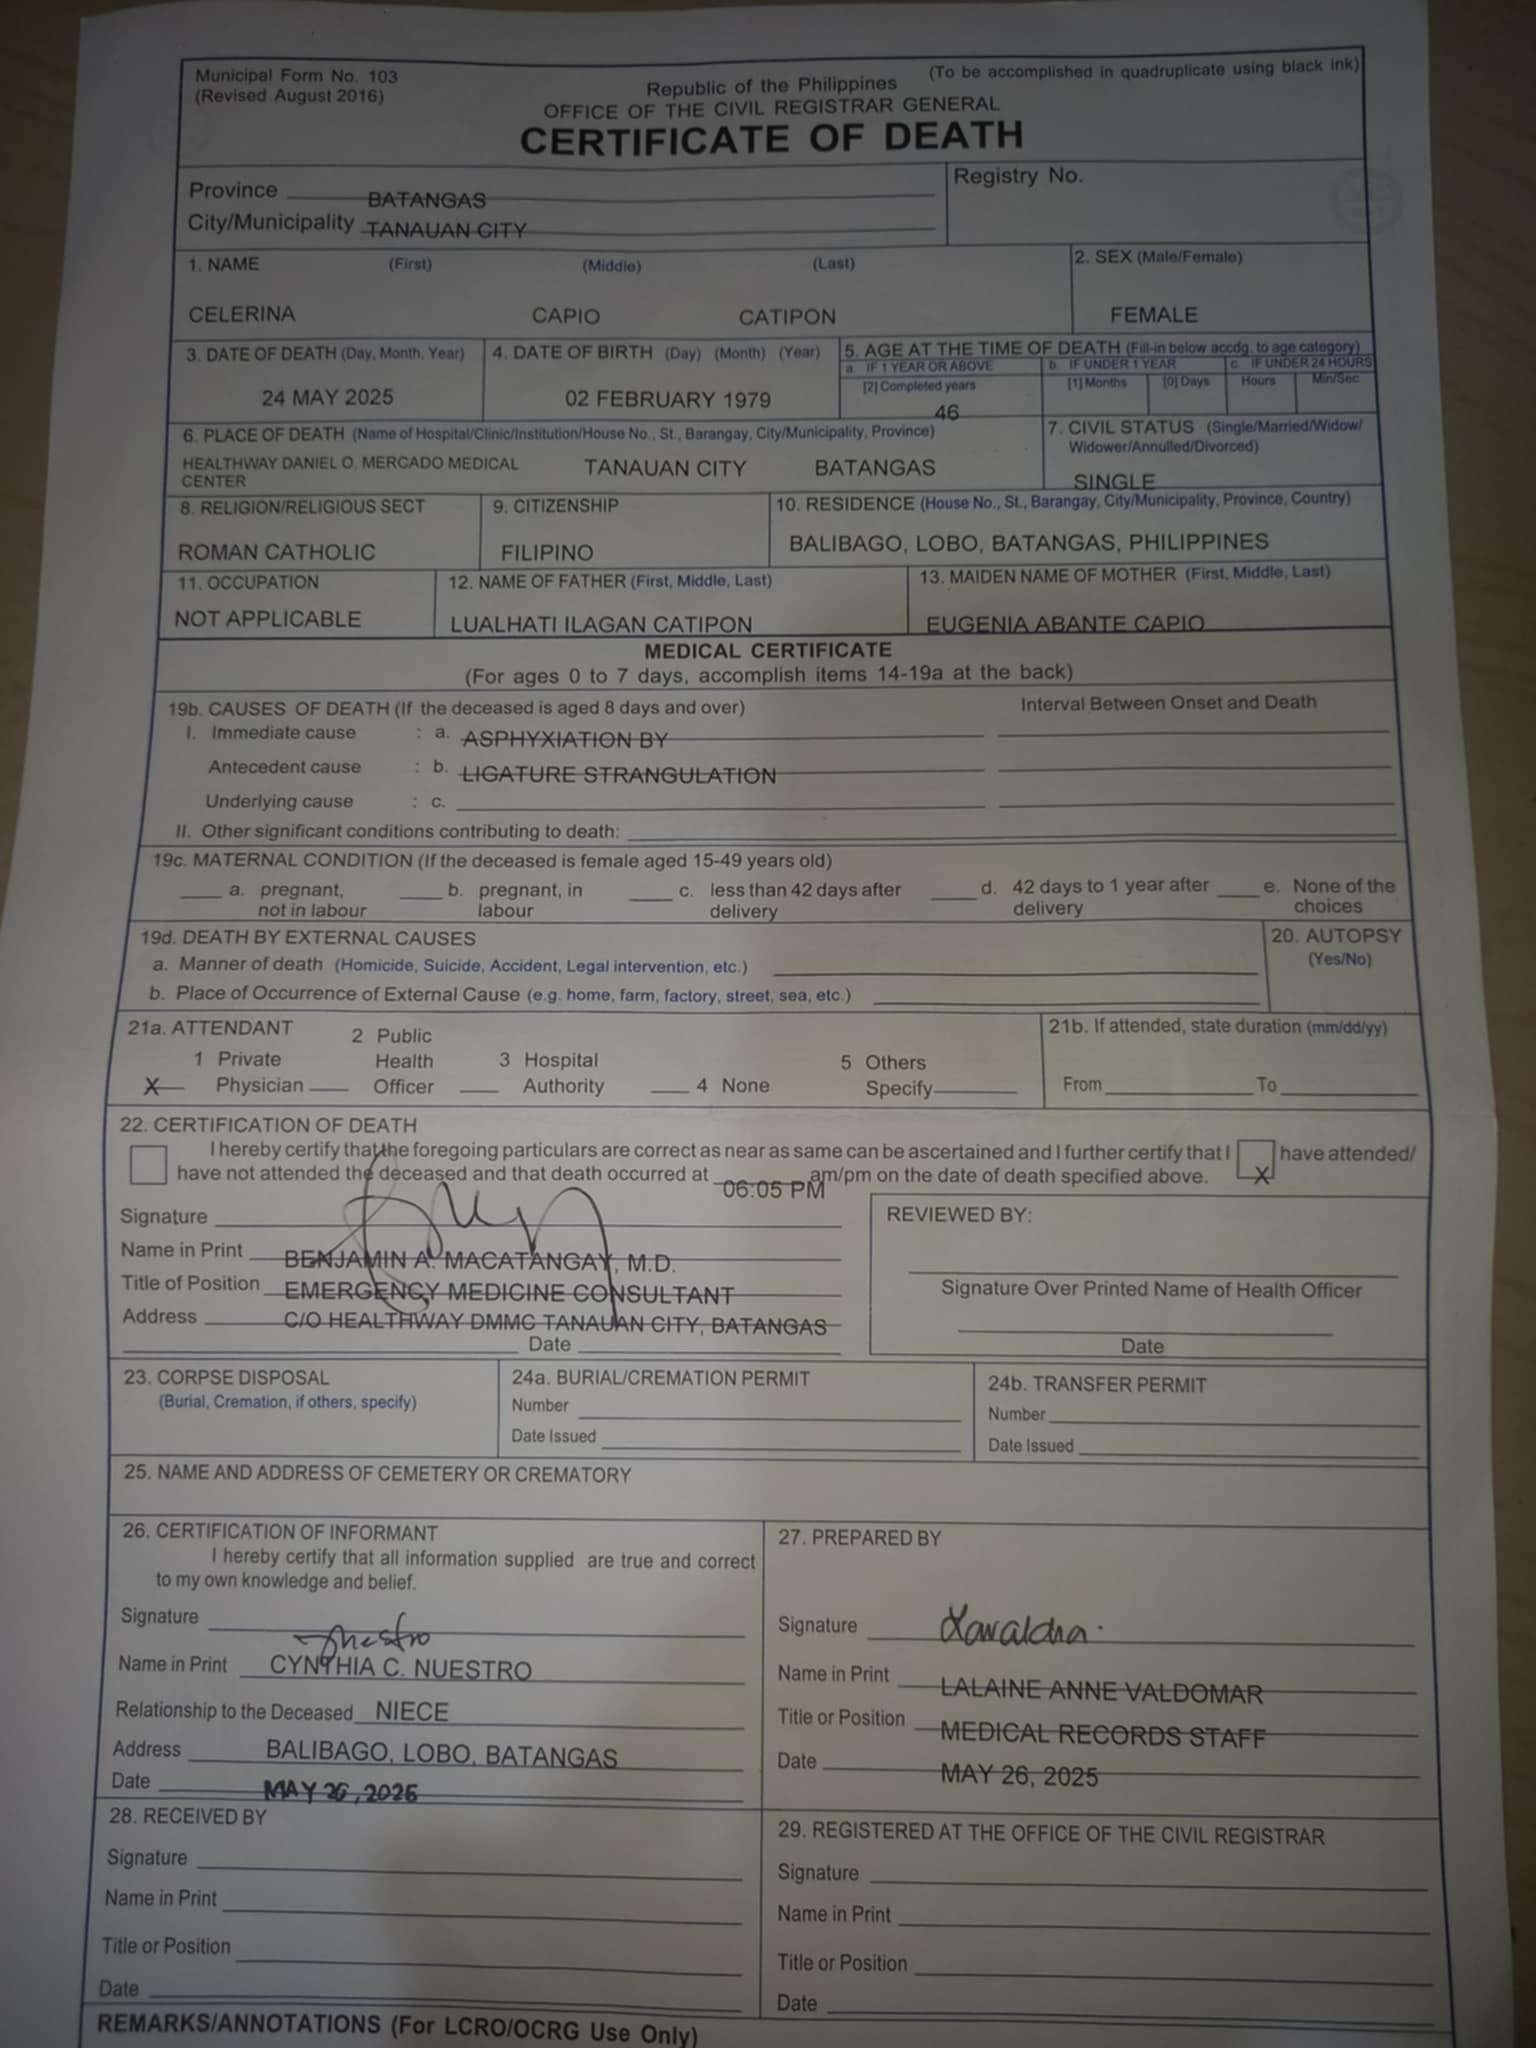 Municipal Form No. 103
(Revised August 2016)
(To be accomplished in quadruplicate using black ink)
Republic of the Philippines
OFFICE OF THE CIVIL REGISTRAR GENERAL
CERTIFICATE OF DEATH
Province BATANGAS
City/Municipality TANAUAN CITY
Registry No.
1. NAME (First) (Middle) (Last)
CELERINA CAPIO CATIPON
2. SEX (Male/Female)
FEMALE
3. DATE OF DEATH (Day, Month, Year)
24 MAY 2025
4. DATE OF BIRTH (Day) (Month) (Year)
02 FEBRUARY 1979
5. AGE AT THE TIME OF DEATH (Fill-in below accdg. to age category)
a. IF 1 YEAR OR ABOVE
[2] Completed years
46
b. IF UNDER 1 YEAR
[1] Months [0] Days
c. IF UNDER 24 HOURS
Hours Min/Sec
6. PLACE OF DEATH (Name of Hospital/Clinic/Institution/House No., St., Barangay, City/Municipality, Province)
HEALTHWAY DANIEL O. MERCADO MEDICAL CENTER TANAUAN CITY BATANGAS
7. CIVIL STATUS (Single/Married/Widow/
Widower/Annulled/Divorced)
SINGLE
8. RELIGION/RELIGIOUS SECT
ROMAN CATHOLIC
9. CITIZENSHIP
FILIPINO
10. RESIDENCE (House No., St., Barangay, City/Municipality, Province, Country)
BALIBAGO, LOBO, BATANGAS, PHILIPPINES
11. OCCUPATION
NOT APPLICABLE
12. NAME OF FATHER (First, Middle, Last)
LUALHATI ILAGAN CATIPON
13. MAIDEN NAME OF MOTHER (First, Middle, Last)
EUGENIA ABANTE CAPIO
MEDICAL CERTIFICATE
(For ages 0 to 7 days, accomplish items 14-19a at the back)
19b. CAUSES OF DEATH (If the deceased is aged 8 days and over)
Interval Between Onset and Death
I. Immediate cause : a. ASPHYXIATION BY
Antecedent cause : b. LIGATURE STRANGULATION
Underlying cause : c.
II. Other significant conditions contributing to death:
19c. MATERNAL CONDITION (If the deceased is female aged 15-49 years old)
a. pregnant, not in labour
b. pregnant, in labour
c. less than 42 days after delivery
d. 42 days to 1 year after delivery
e. None of the choices
19d. DEATH BY EXTERNAL CAUSES
a. Manner of death (Homicide, Suicide, Accident, Legal intervention, etc.)
b. Place of Occurrence of External Cause (e.g. home, farm, factory, street, sea, etc.)
20. AUTOPSY
(Yes/No)
21a. ATTENDANT
X 1 Private Physician
2 Public Health Officer
3 Hospital Authority
4 None
5 Others Specify
21b. If attended, state duration (mm/dd/yy)
From To
22. CERTIFICATION OF DEATH
I hereby certify that the foregoing particulars are correct as near as same can be ascertained and I further certify that I X have attended/
have not attended the deceased and that death occurred at 06:05 PM am/pm on the date of death specified above.
Signature
Name in Print BENJAMIN A. MACATANGAY, M.D.
Title of Position EMERGENCY MEDICINE CONSULTANT
Address C/O HEALTHWAY DMMC TANAUAN CITY, BATANGAS
Date
REVIEWED BY:
Signature Over Printed Name of Health Officer
Date
23. CORPSE DISPOSAL
(Burial, Cremation, if others, specify)
24a. BURIAL/CREMATION PERMIT
Number
Date Issued
24b. TRANSFER PERMIT
Number
Date Issued
25. NAME AND ADDRESS OF CEMETERY OR CREMATORY
26. CERTIFICATION OF INFORMANT
I hereby certify that all information supplied are true and correct
to my own knowledge and belief.
Signature
Name in Print CYNTHIA C. NUESTRO
Relationship to the Deceased NIECE
Address BALIBAGO, LOBO, BATANGAS
Date MAY 26, 2025
27. PREPARED BY
Signature
Name in Print LALAINE ANNE VALDOMAR
Title or Position MEDICAL RECORDS STAFF
Date MAY 26, 2025
28. RECEIVED BY
Signature
Name in Print
Title or Position
Date
29. REGISTERED AT THE OFFICE OF THE CIVIL REGISTRAR
Signature
Name in Print
Title or Position
Date
REMARKS/ANNOTATIONS (For LCRO/OCRG Use Only)